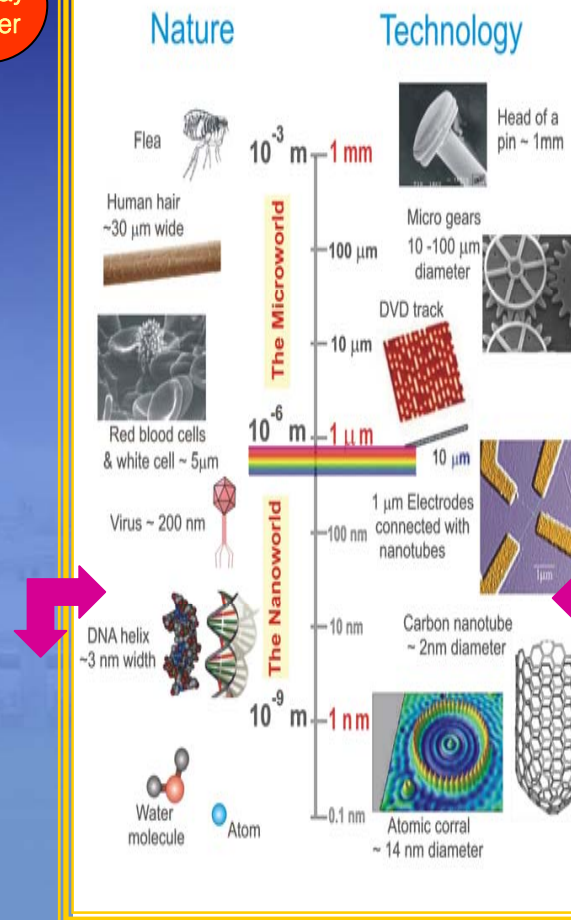 er
Nature
Technology
Flea
10-3 m
1 mm
Head of a
pin ~ 1mm
Human hair
~30 μm wide
The Microworld
100 μm
Micro gears
10 -100 μm
diameter
DVD track
10 μm
Red blood cells
& white cell ~ 5μm
10-6 m
1 μm
10 μm
Virus ~ 200 nm
The Nanoworld
100 nm
1 μm Electrodes
connected with
nanotubes
1μm
DNA helix
~3 nm width
10 nm
Carbon nanotube
~ 2nm diameter
10-9 m
1 nm
Water
molecule
Atom
0.1 nm
Atomic corral
~ 14 nm diameter